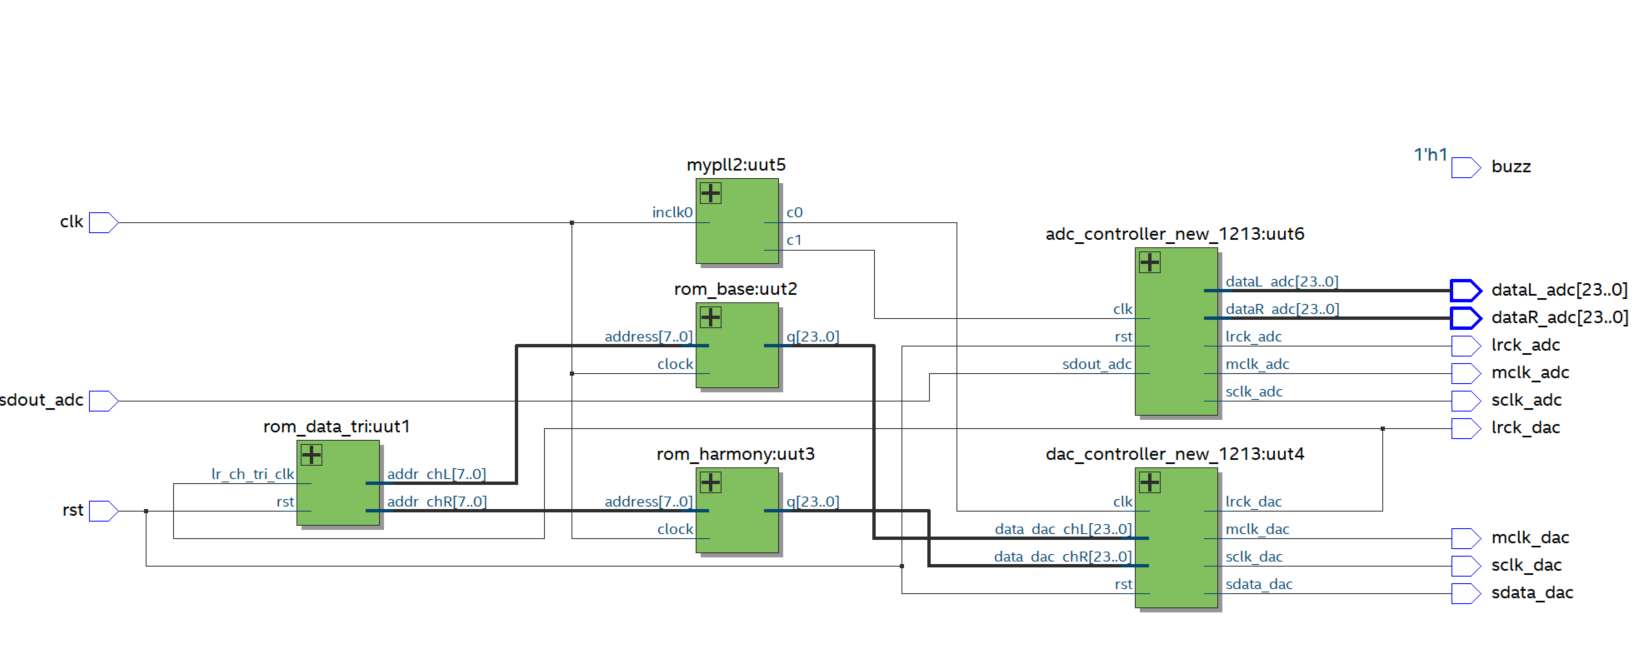 1'h1
buzz
mypll2:uut5
clk
inclk0
c0
c1
adc_controller_new_1213:uut6
rom_base:uut2
dataL_adc[23..0]
dataL_adc[23..0]
clk
dataR_adc[23..0]
dataR_adc[23..0]
address[7..0]
q[23..0]
rst
lrck_adc
lrck_adc
clock
sdout_adc
mclk_adc
mclk_adc
sdout_adc
sclk_adc
sclk_adc
rom_data_tri:uut1
lrck_dac
rom_harmony:uut3
dac_controller_new_1213:uut4
lr_ch_tri_clk
addr_chL[7..0]
rst
rst
addr_chR[7..0]
address[7..0]
q[23..0]
clk
lrck_dac
clock
data_dac_chL[23..0]
mclk_dac
mclk_dac
data_dac_chR[23..0]
sclk_dac
sclk_dac
rst
sdata_dac
sdata_dac